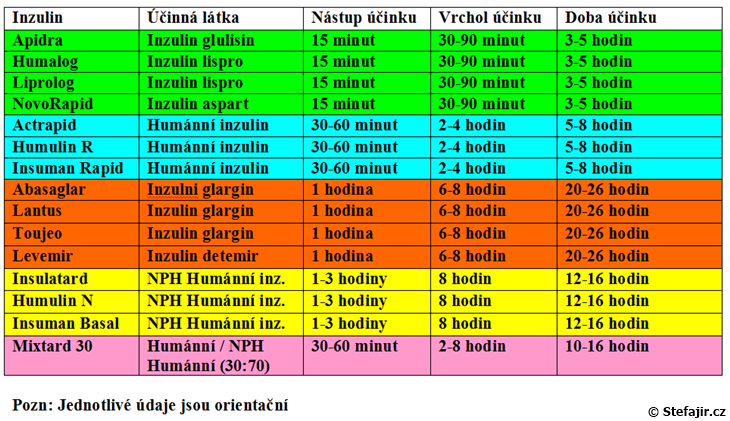 Inzulin Účinná látka Nástup účinku Vrchol účinku Doba účinku
Apidra Inzulin glulisin 15 minut 30-90 minut 3-5 hodin
Humalog Inzulin lispro 15 minut 30-90 minut 3-5 hodin
Liprolog Inzulin lispro 15 minut 30-90 minut 3-5 hodin
NovoRapid Inzulin aspart 15 minut 30-90 minut 3-5 hodin
Actrapid Humánní inzulin 30-60 minut 2-4 hodin 5-8 hodin
Humulin R Humánní inzulin 30-60 minut 2-4 hodin 5-8 hodin
Insuman Rapid Humánní inzulin 30-60 minut 2-4 hodin 5-8 hodin
Abasaglar Inzulní glargin 1 hodina 6-8 hodin 20-26 hodin
Lantus Inzulin glargin 1 hodina 6-8 hodin 20-26 hodin
Toujeo Inzulin glargin 1 hodina 6-8 hodin 20-26 hodin
Levemir Inzulin detemir 1 hodina 6-8 hodin 20-26 hodin
Insulatard NPH Humánní inz. 1-3 hodiny 8 hodin 12-16 hodin
Humulin N NPH Humánní inz. 1-3 hodiny 8 hodin 12-16 hodin
Insuman Basal NPH Humánní inz. 1-3 hodiny 8 hodin 12-16 hodin
Mixtard 30 Humánní / NPH 30-60 minut 2-8 hodin 10-16 hodin
Humánní (30:70)
Pozn: Jednotlivé údaje jsou orientační
© Stefajir.cz